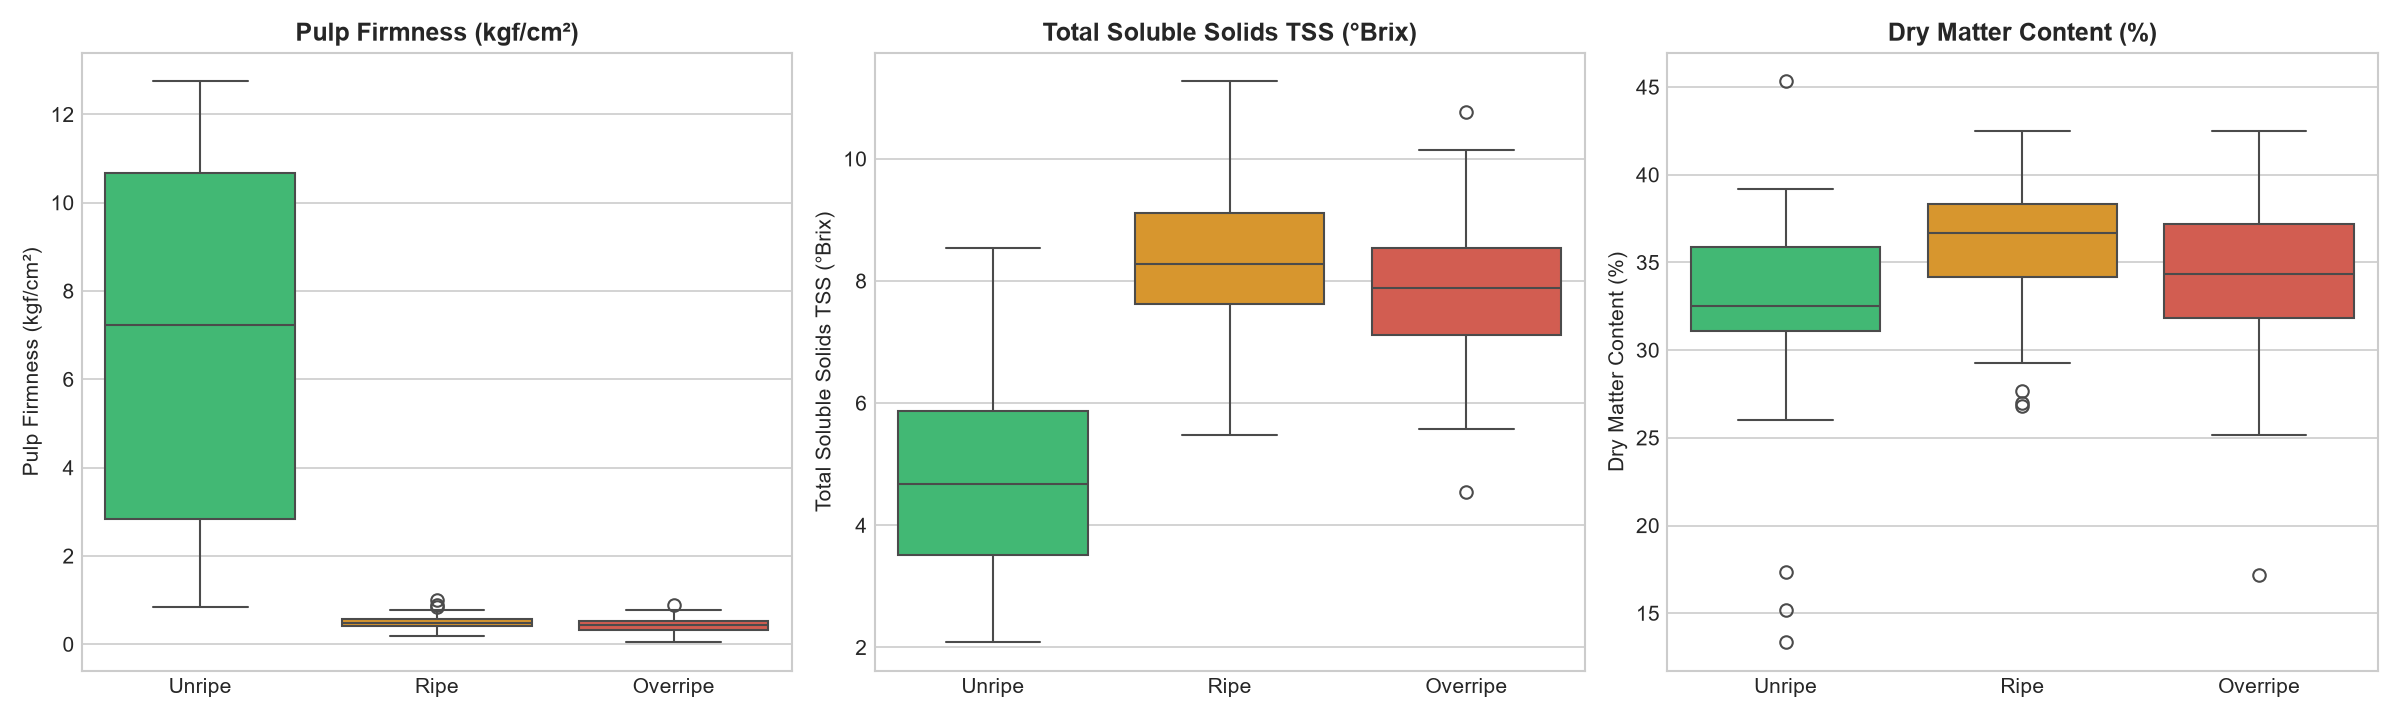 Pulp Firmness (kgf/cm²)
Pulp Firmness (kgf/cm²)
12
10
8
6
4
2
0
Unripe Ripe Overripe
Total Soluble Solids TSS (°Brix)
Total Soluble Solids TSS (°Brix)
10
8
6
4
2
Unripe Ripe Overripe
Dry Matter Content (%)
Dry Matter Content (%)
45
40
35
30
25
20
15
Unripe Ripe Overripe